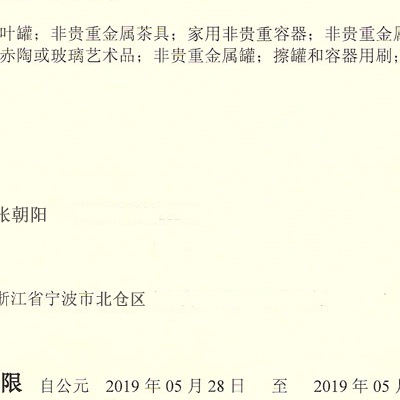 叶罐；非贵重金属茶具；家用非贵重容器；非贵重金属
赤陶或玻璃艺术品；非贵重金属罐；擦罐和容器用刷；
张朝阳
浙江省宁波市北仑区
限 自公元 2019 年 05 月 28 日 至 2019 年 05 月